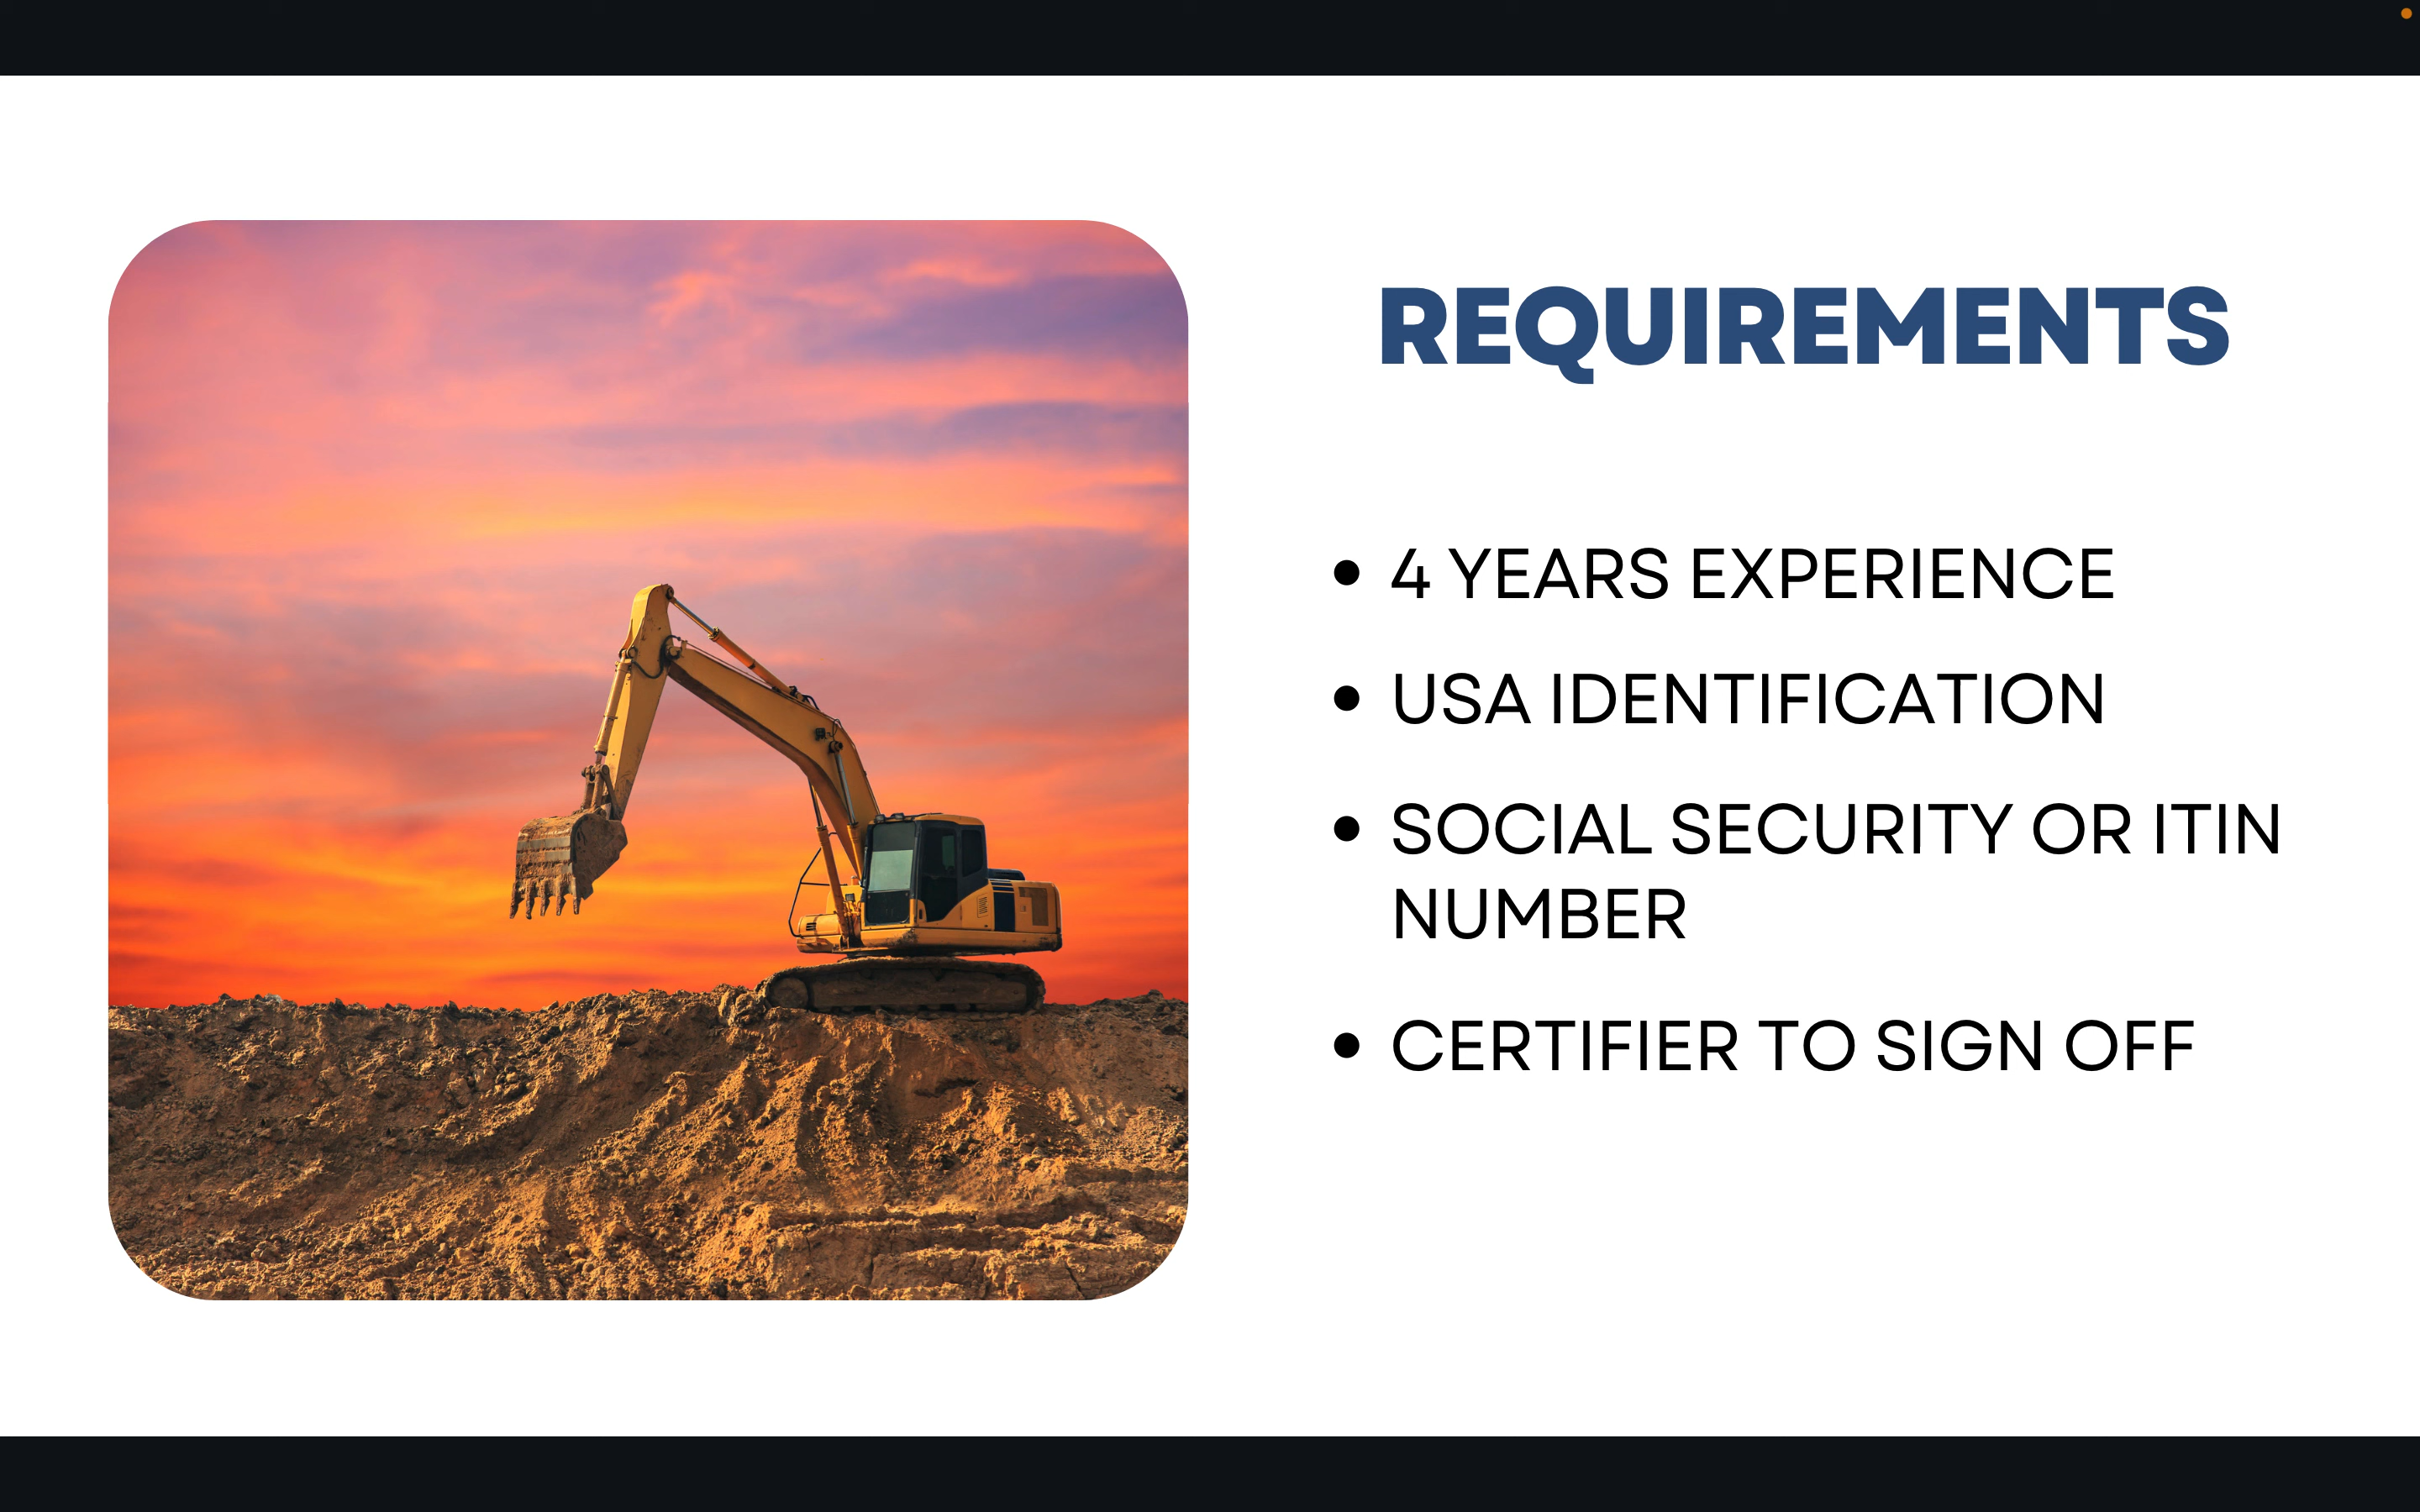 REQUIREMENTS
• 4 YEARS EXPERIENCE
• USA IDENTIFICATION
• SOCIAL SECURITY OR ITIN
NUMBER
• CERTIFIER TO SIGN OFF